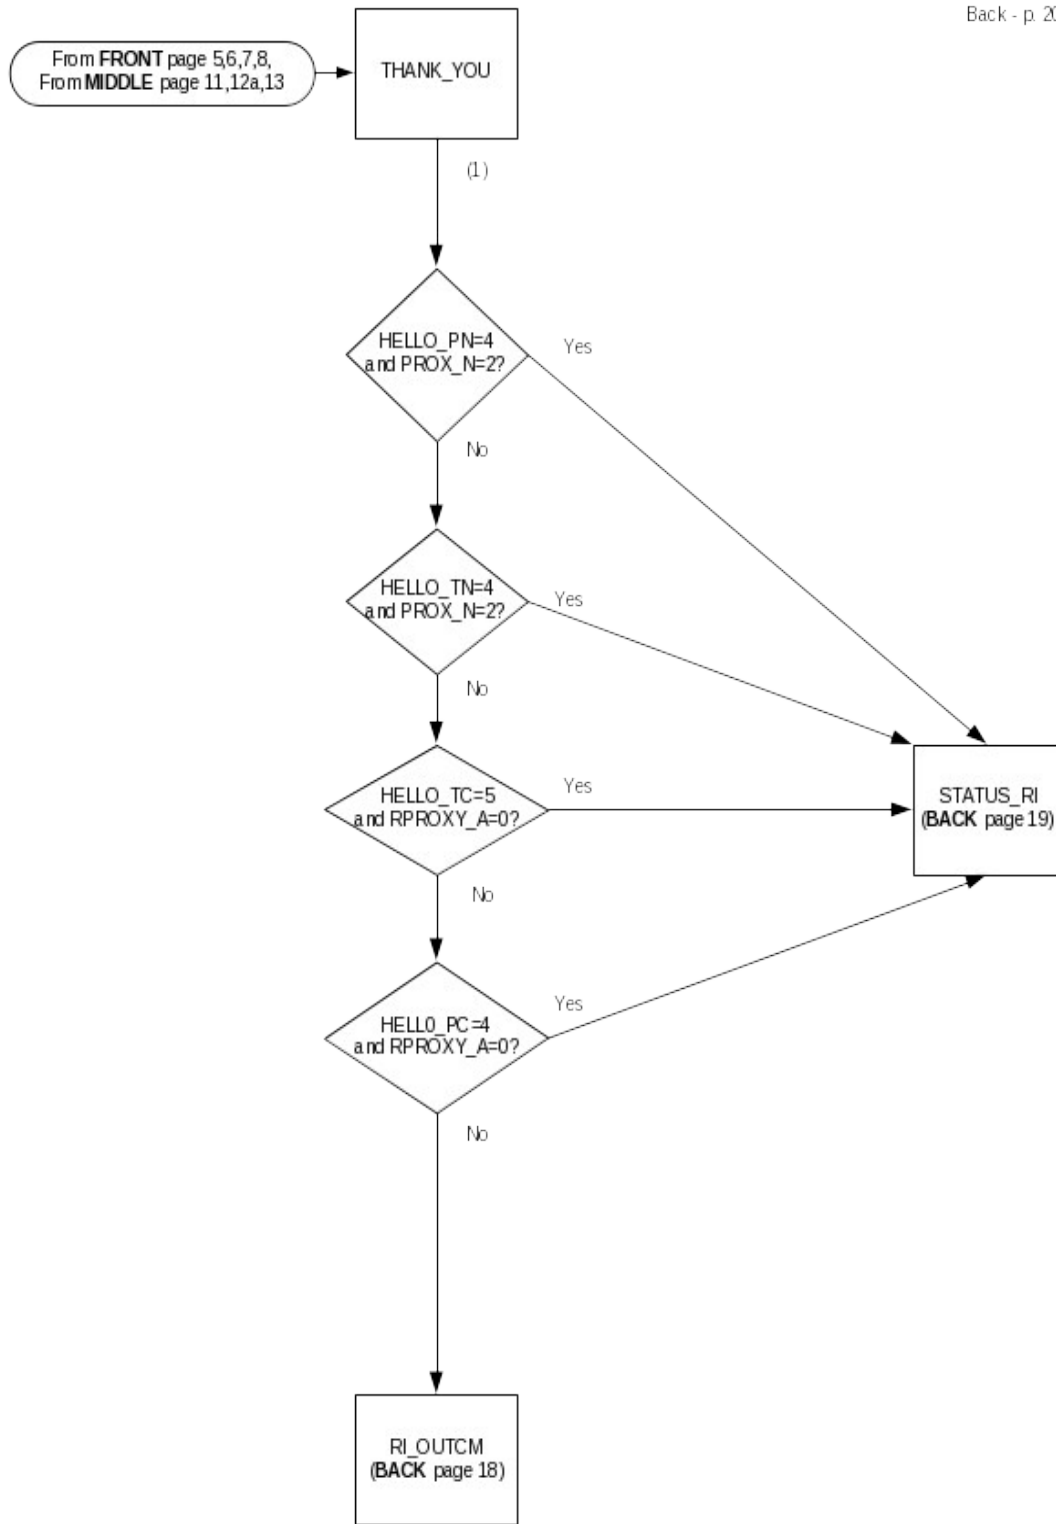 Back - p. 20
From FRONT page 5,6,7,8,
From MIDDLE page 11,12a,13
THANK_YOU
(1)
HELLO_PN=4
and PROX_N=2?
Yes
No
HELLO_TN=4
and PROX_N=2?
Yes
No
HELLO_TC=5
and RPROXY_A=0?
Yes
STATUS_RI
(BACK page 19)
No
HELL0_PC=4
and RPROXY_A=0?
Yes
No
RI_OUTCM
(BACK page 18)